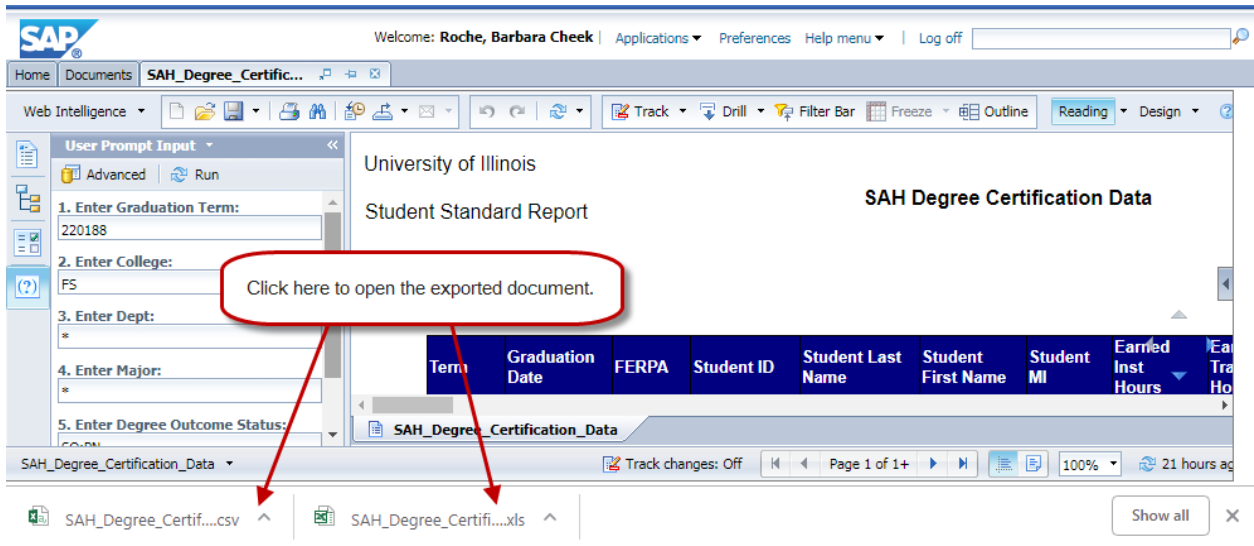 SAP®
Welcome: Roche, Barbara Cheek | Applications Preferences Help menu | Log off
Home Documents SAH_Degree_Certific...
Web Intelligence Track Drill Filter Bar Freeze Outline Reading Design
User Prompt Input «
Advanced Run
1. Enter Graduation Term:
220188
2. Enter College:
FS
3. Enter Dept:
*
4. Enter Major:
*
5. Enter Degree Outcome Status:
University of Illinois
SAH Degree Certification Data
Student Standard Report
Click here to open the exported document.
Term
Graduation
Date
FERPA
Student ID
Student Last
Name
Student
First Name
Student
MI
Earned
Inst
Hours
SAH_Degree_Certification_Data
SAH_Degree_Certification_Data Track changes: Off Page 1 of 1+ 100% 21 hours ag
SAH_Degree_Certif....csv SAH_Degree_Certifi....xls Show all